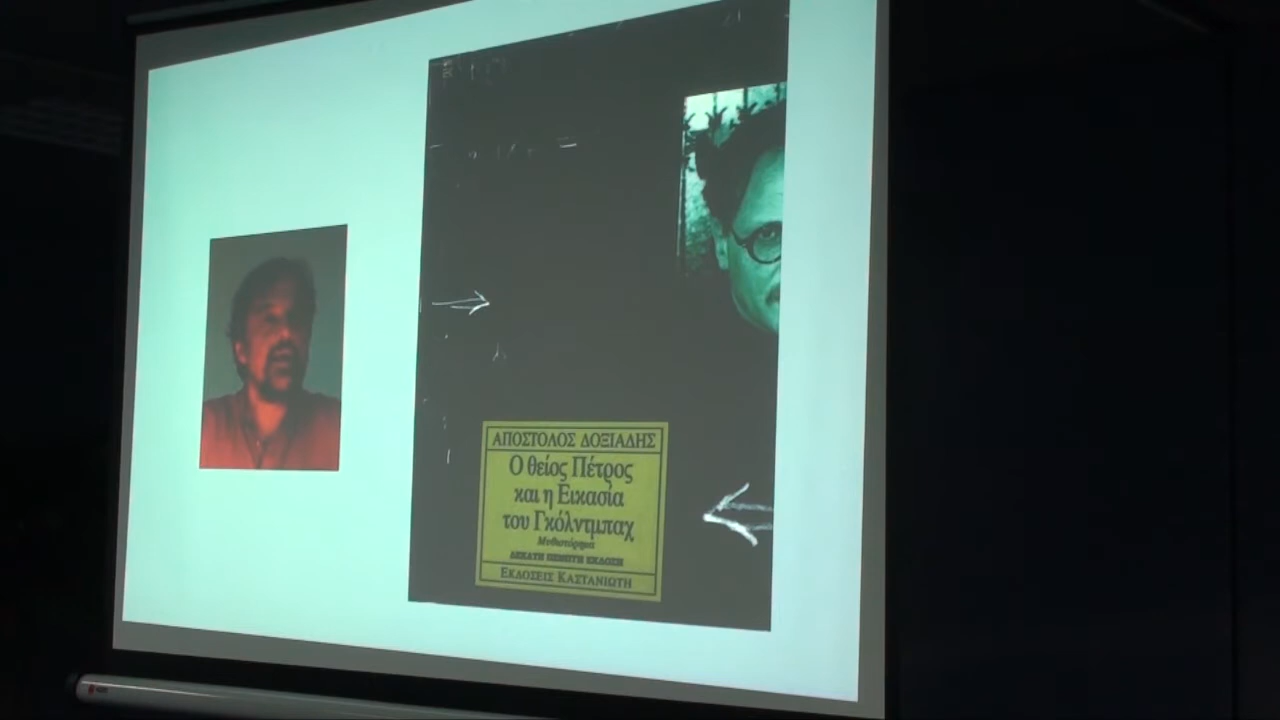 ΑΠΟΣΤΟΛΟΣ ΔΟΞΙΑΔΗΣ
Ο θείος Πέτρος
και η Εικασία
του Γκόλντμπαχ
Μυθιστόρημα
ΔΕΚΑΤΗ ΠΕΜΠΤΗ ΕΚΔΟΣΗ
ΕΚΔΟΣΕΙΣ ΚΑΣΤΑΝΙΩΤΗ